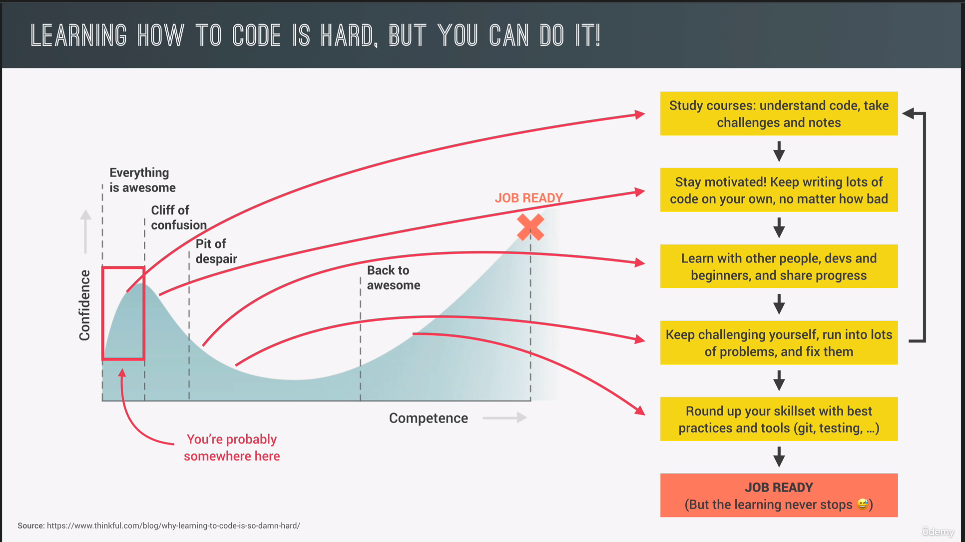 LEARNING HOW TO CODE IS HARD, BUT YOU CAN DO IT!
Everything
is awesome
Cliff of
confusion
Pit of
despair
Back to
awesome
JOB READY
Confidence
Competence
You're probably
somewhere here
Study courses: understand code, take
challenges and notes
Stay motivated! Keep writing lots of
code on your own, no matter how bad
Learn with other people, devs and
beginners, and share progress
Keep challenging yourself, run into lots
of problems, and fix them
Round up your skillset with best
practices and tools (git, testing, …)
JOB READY
(But the learning never stops 😅)
Source: https://www.thinkful.com/blog/why-learning-to-code-is-so-damn-hard/
ûdemy